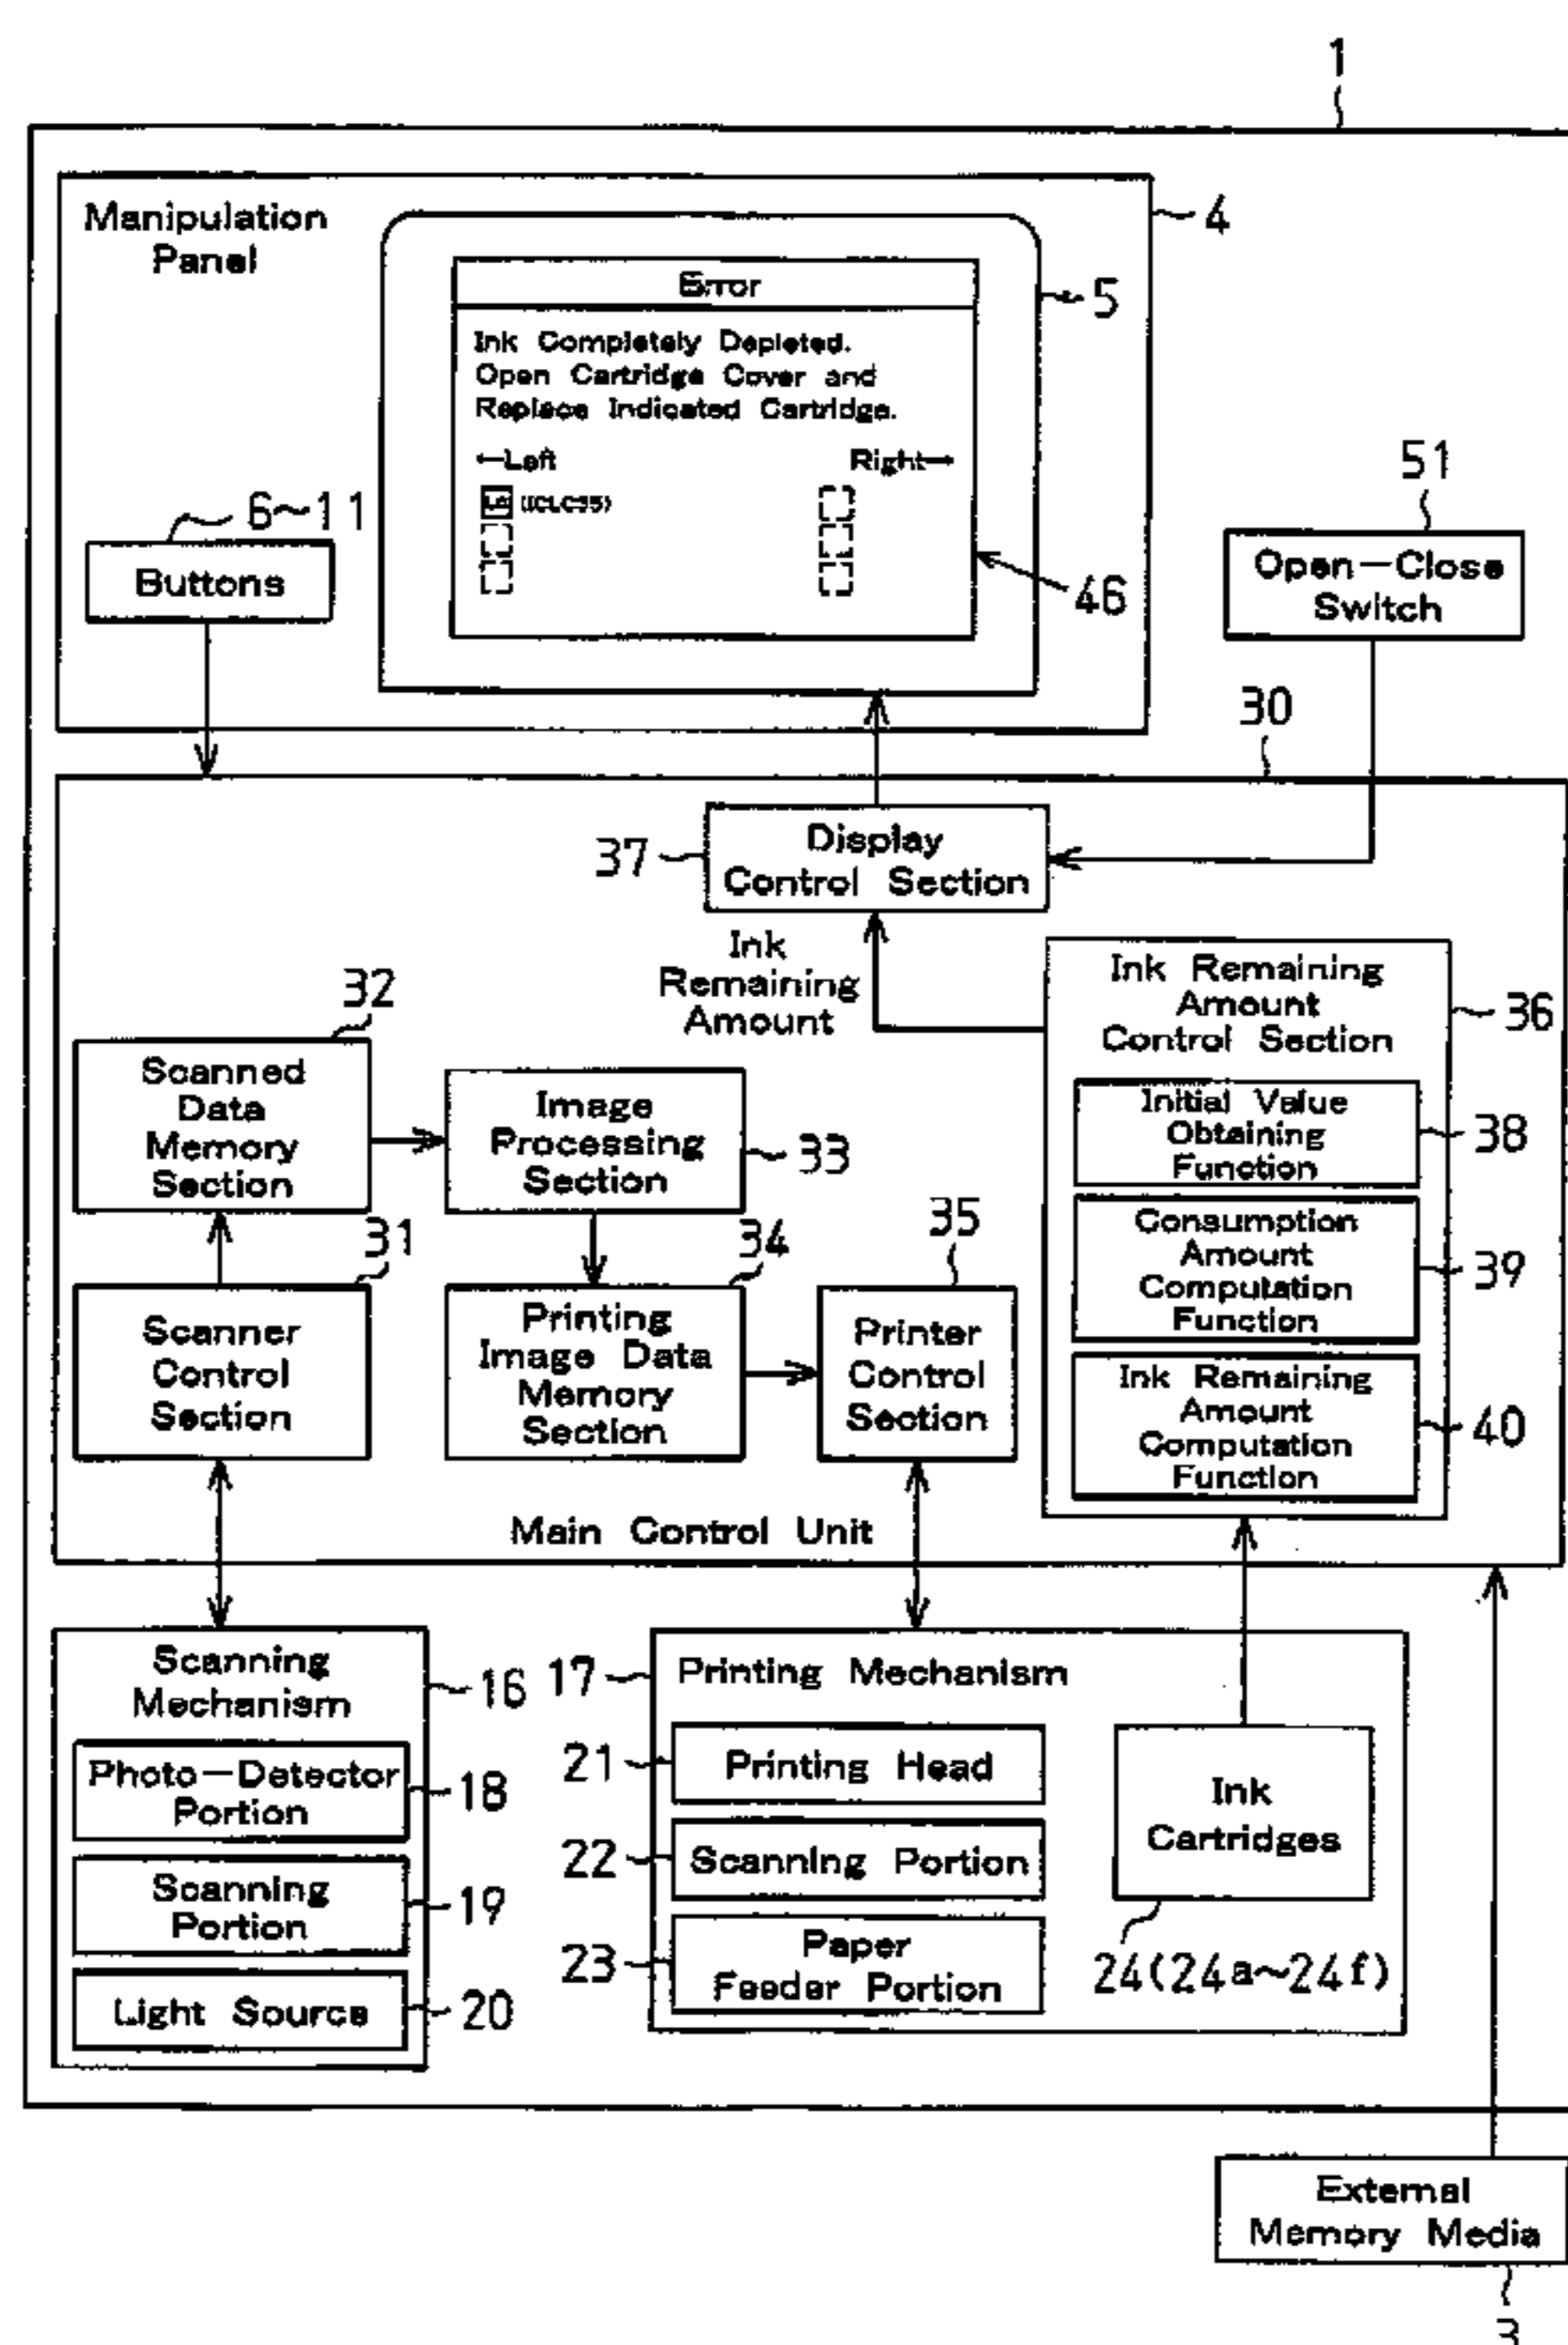 1
Manipulation
Panel
4
Error
5
Ink Completely Depleted.
Open Cartridge Cover and
Replace Indicated Cartridge.
←Left
Right→
(ICLC35)
46
6~11
Buttons
51
Open-Close
Switch
30
37
Display
Control Section
Ink
Remaining
Amount
Ink Remaining
Amount
Control Section
36
Initial Value
Obtaining
Function
38
Consumption
Amount
Computation
Function
39
Ink Remaining
Amount
Computation
Function
40
32
Scanned
Data
Memory
Section
Image
Processing
Section
33
31
Scanner
Control
Section
34
Printing
Image Data
Memory
Section
35
Printer
Control
Section
Main Control Unit
Scanning
Mechanism
16
Photo-Detector
Portion
18
Scanning
Portion
19
Light Source
20
17
Printing Mechanism
21
Printing Head
22
Scanning Portion
23
Paper
Feeder Portion
Ink
Cartridges
24(24a~24f)
External
Memory Media
3